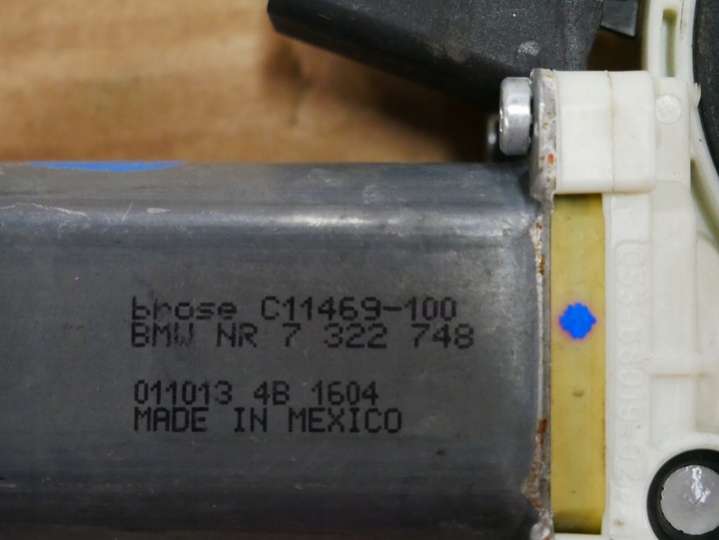 brose C11469-100
BMW NR 7 322 748
011013 4B 1604
MADE IN MEXICO